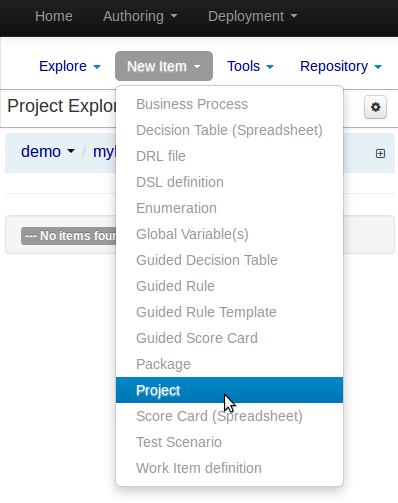 Home Authoring Deployment
Explore New Item Tools Repository
Project Explor
demo / my
--- No items foun
Business Process
Decision Table (Spreadsheet)
DRL file
DSL definition
Enumeration
Global Variable(s)
Guided Decision Table
Guided Rule
Guided Rule Template
Guided Score Card
Package
Project
Score Card (Spreadsheet)
Test Scenario
Work Item definition